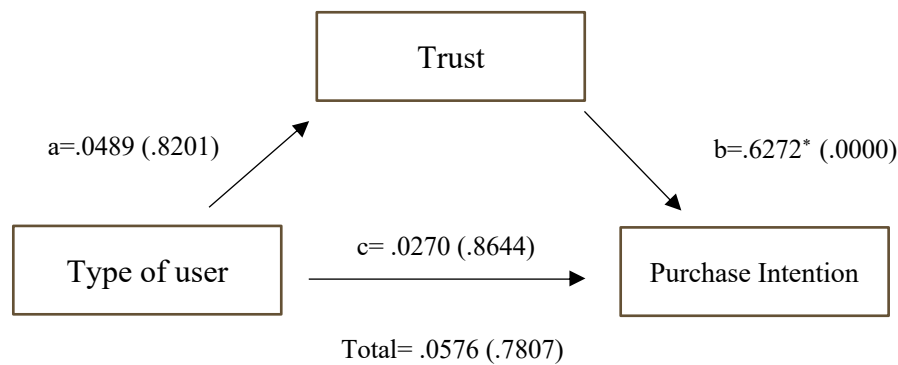 Trust
a=.0489 (.8201)
b=.6272* (.0000)
Type of user
c= .0270 (.8644)
Purchase Intention
Total= .0576 (.7807)